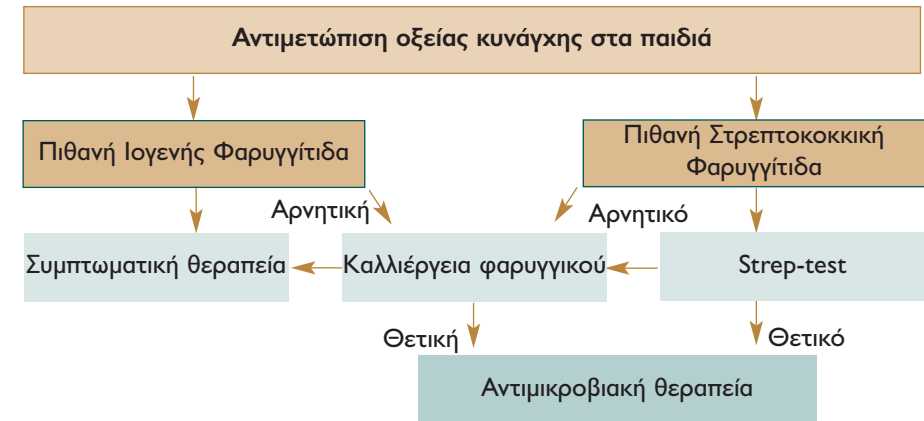 Αντιμετώπιση οξείας κυνάγχης στα παιδιά
Πιθανή Ιογενής Φαρυγγίτιδα
Πιθανή Στρεπτοκοκκική
Φαρυγγίτιδα
Αρνητική
Αρνητικό
Συμπτωματική θεραπεία
Καλλιέργεια φαρυγγικού
Strep-test
Θετική
Θετικό
Αντιμικροβιακή θεραπεία